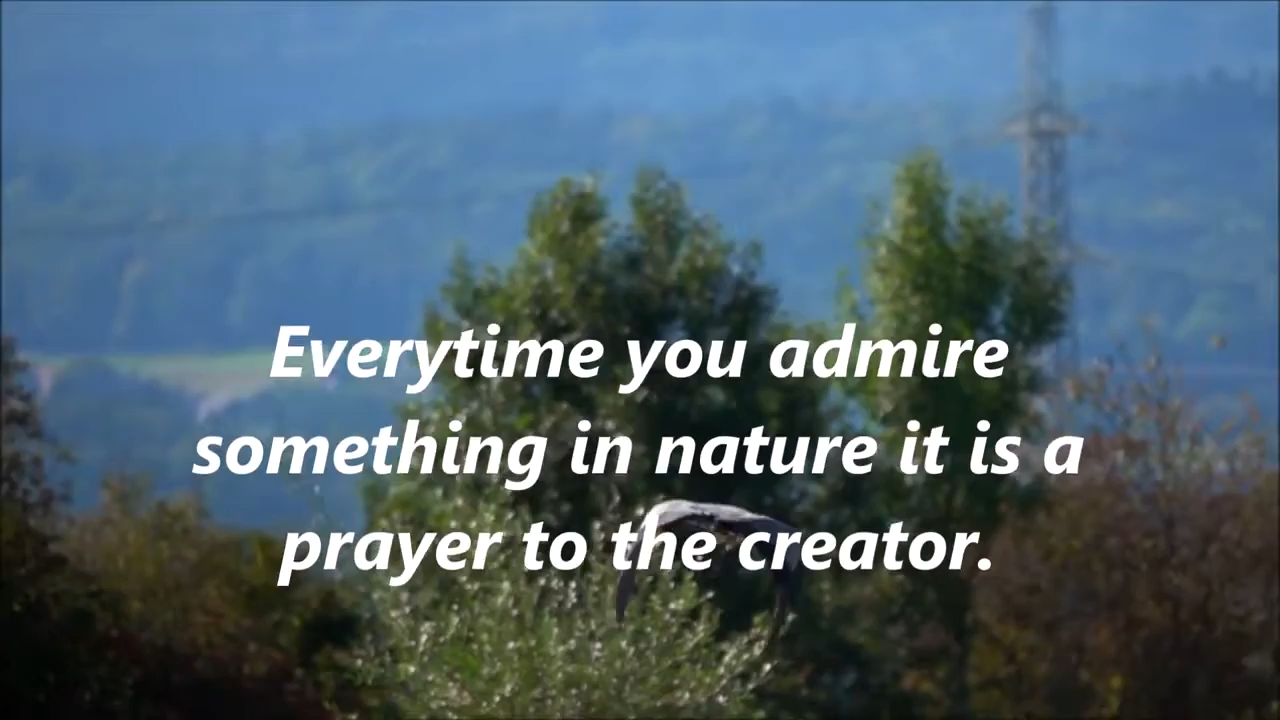 Everytime you admire
something in nature it is a
prayer to the creator.